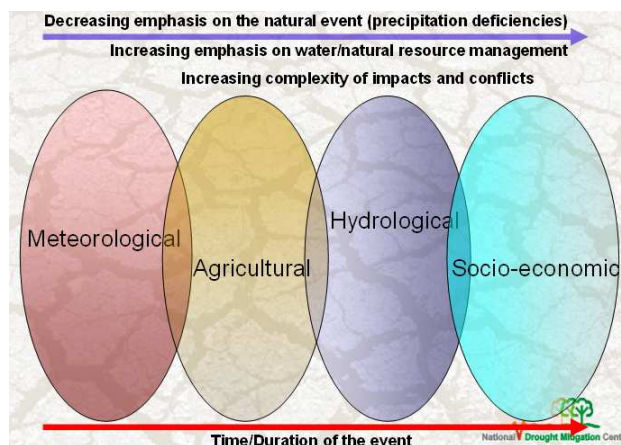 Decreasing emphasis on the natural event (precipitation deficiencies)
Increasing emphasis on water/natural resource management
Increasing complexity of impacts and conflicts
Meteorological
Agricultural
Hydrological
Socio-economic
National Drought Mitigation Cent
Time/Duration of the event